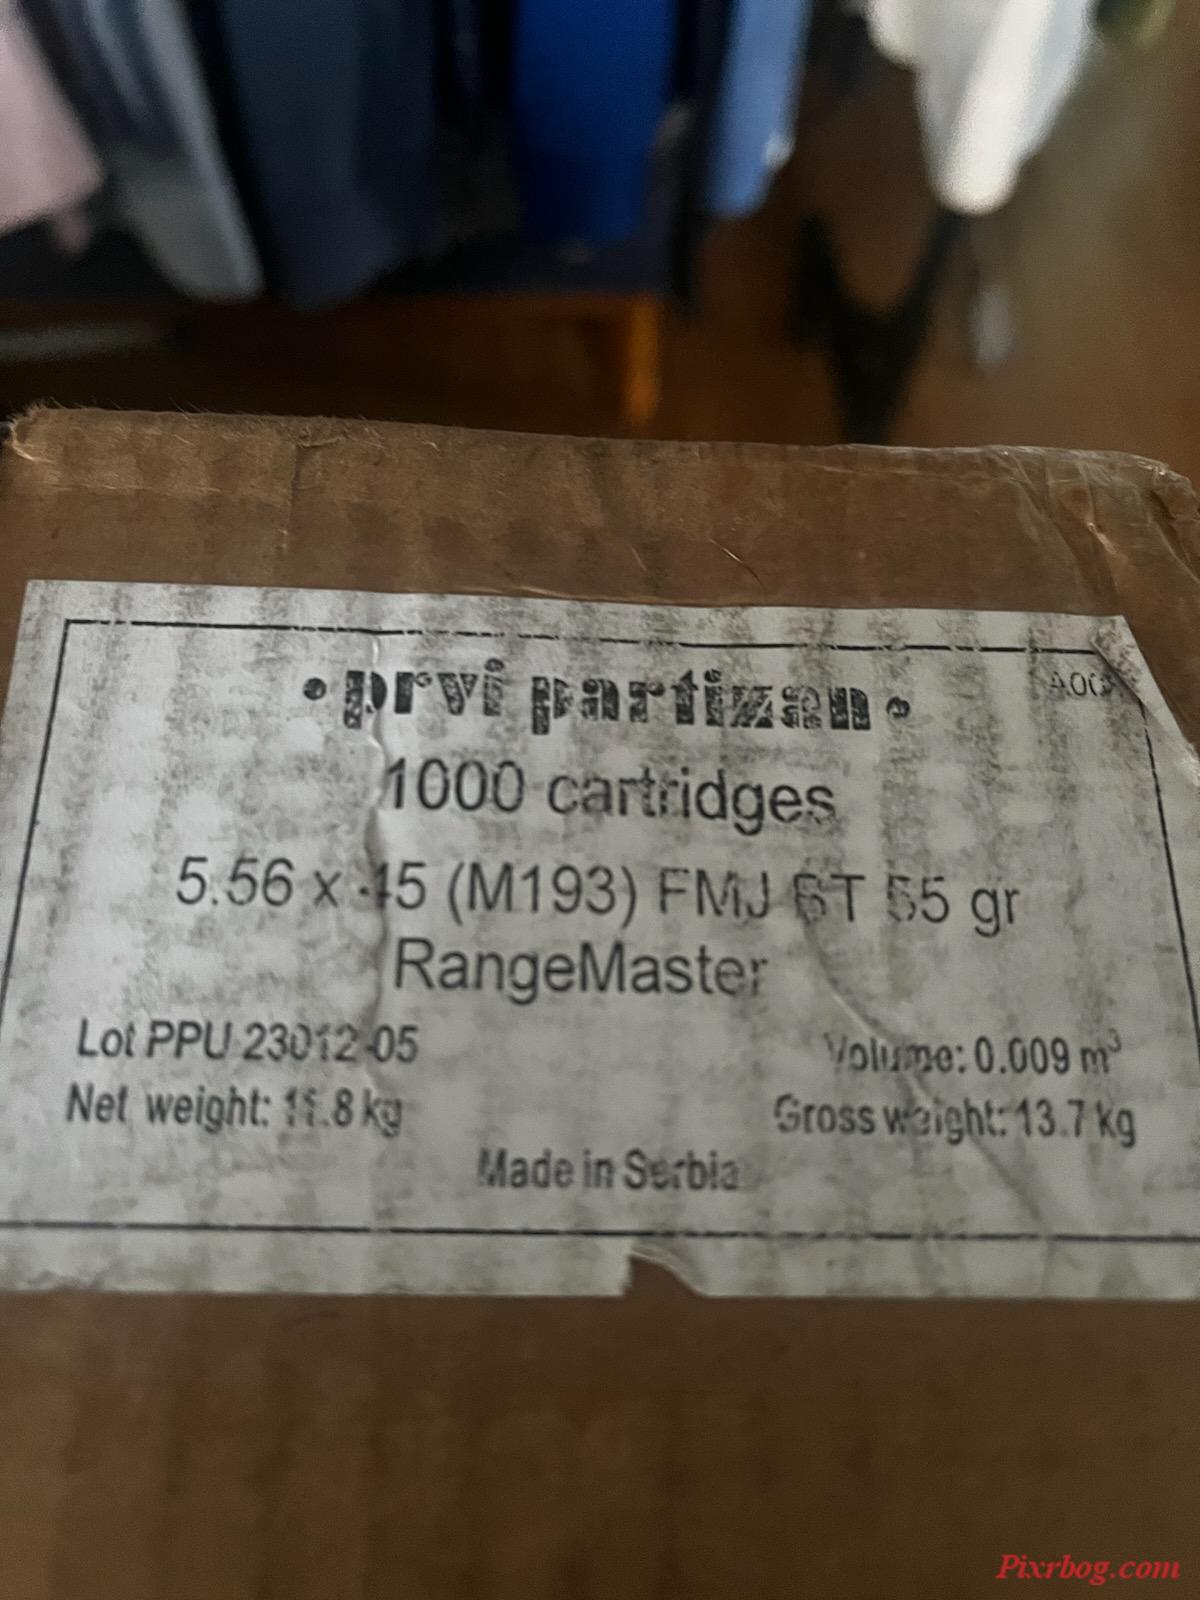 •prvi partizan•
1000 cartridges
5.56 x 45 (M193) FMJ BT 55 gr
RangeMaster
Lot PPU 23012-05
Volume: 0.009 m³
Net weight: 11.8 kg
Gross weight: 13.7 kg
Made in Serbia
Pixrbog.com